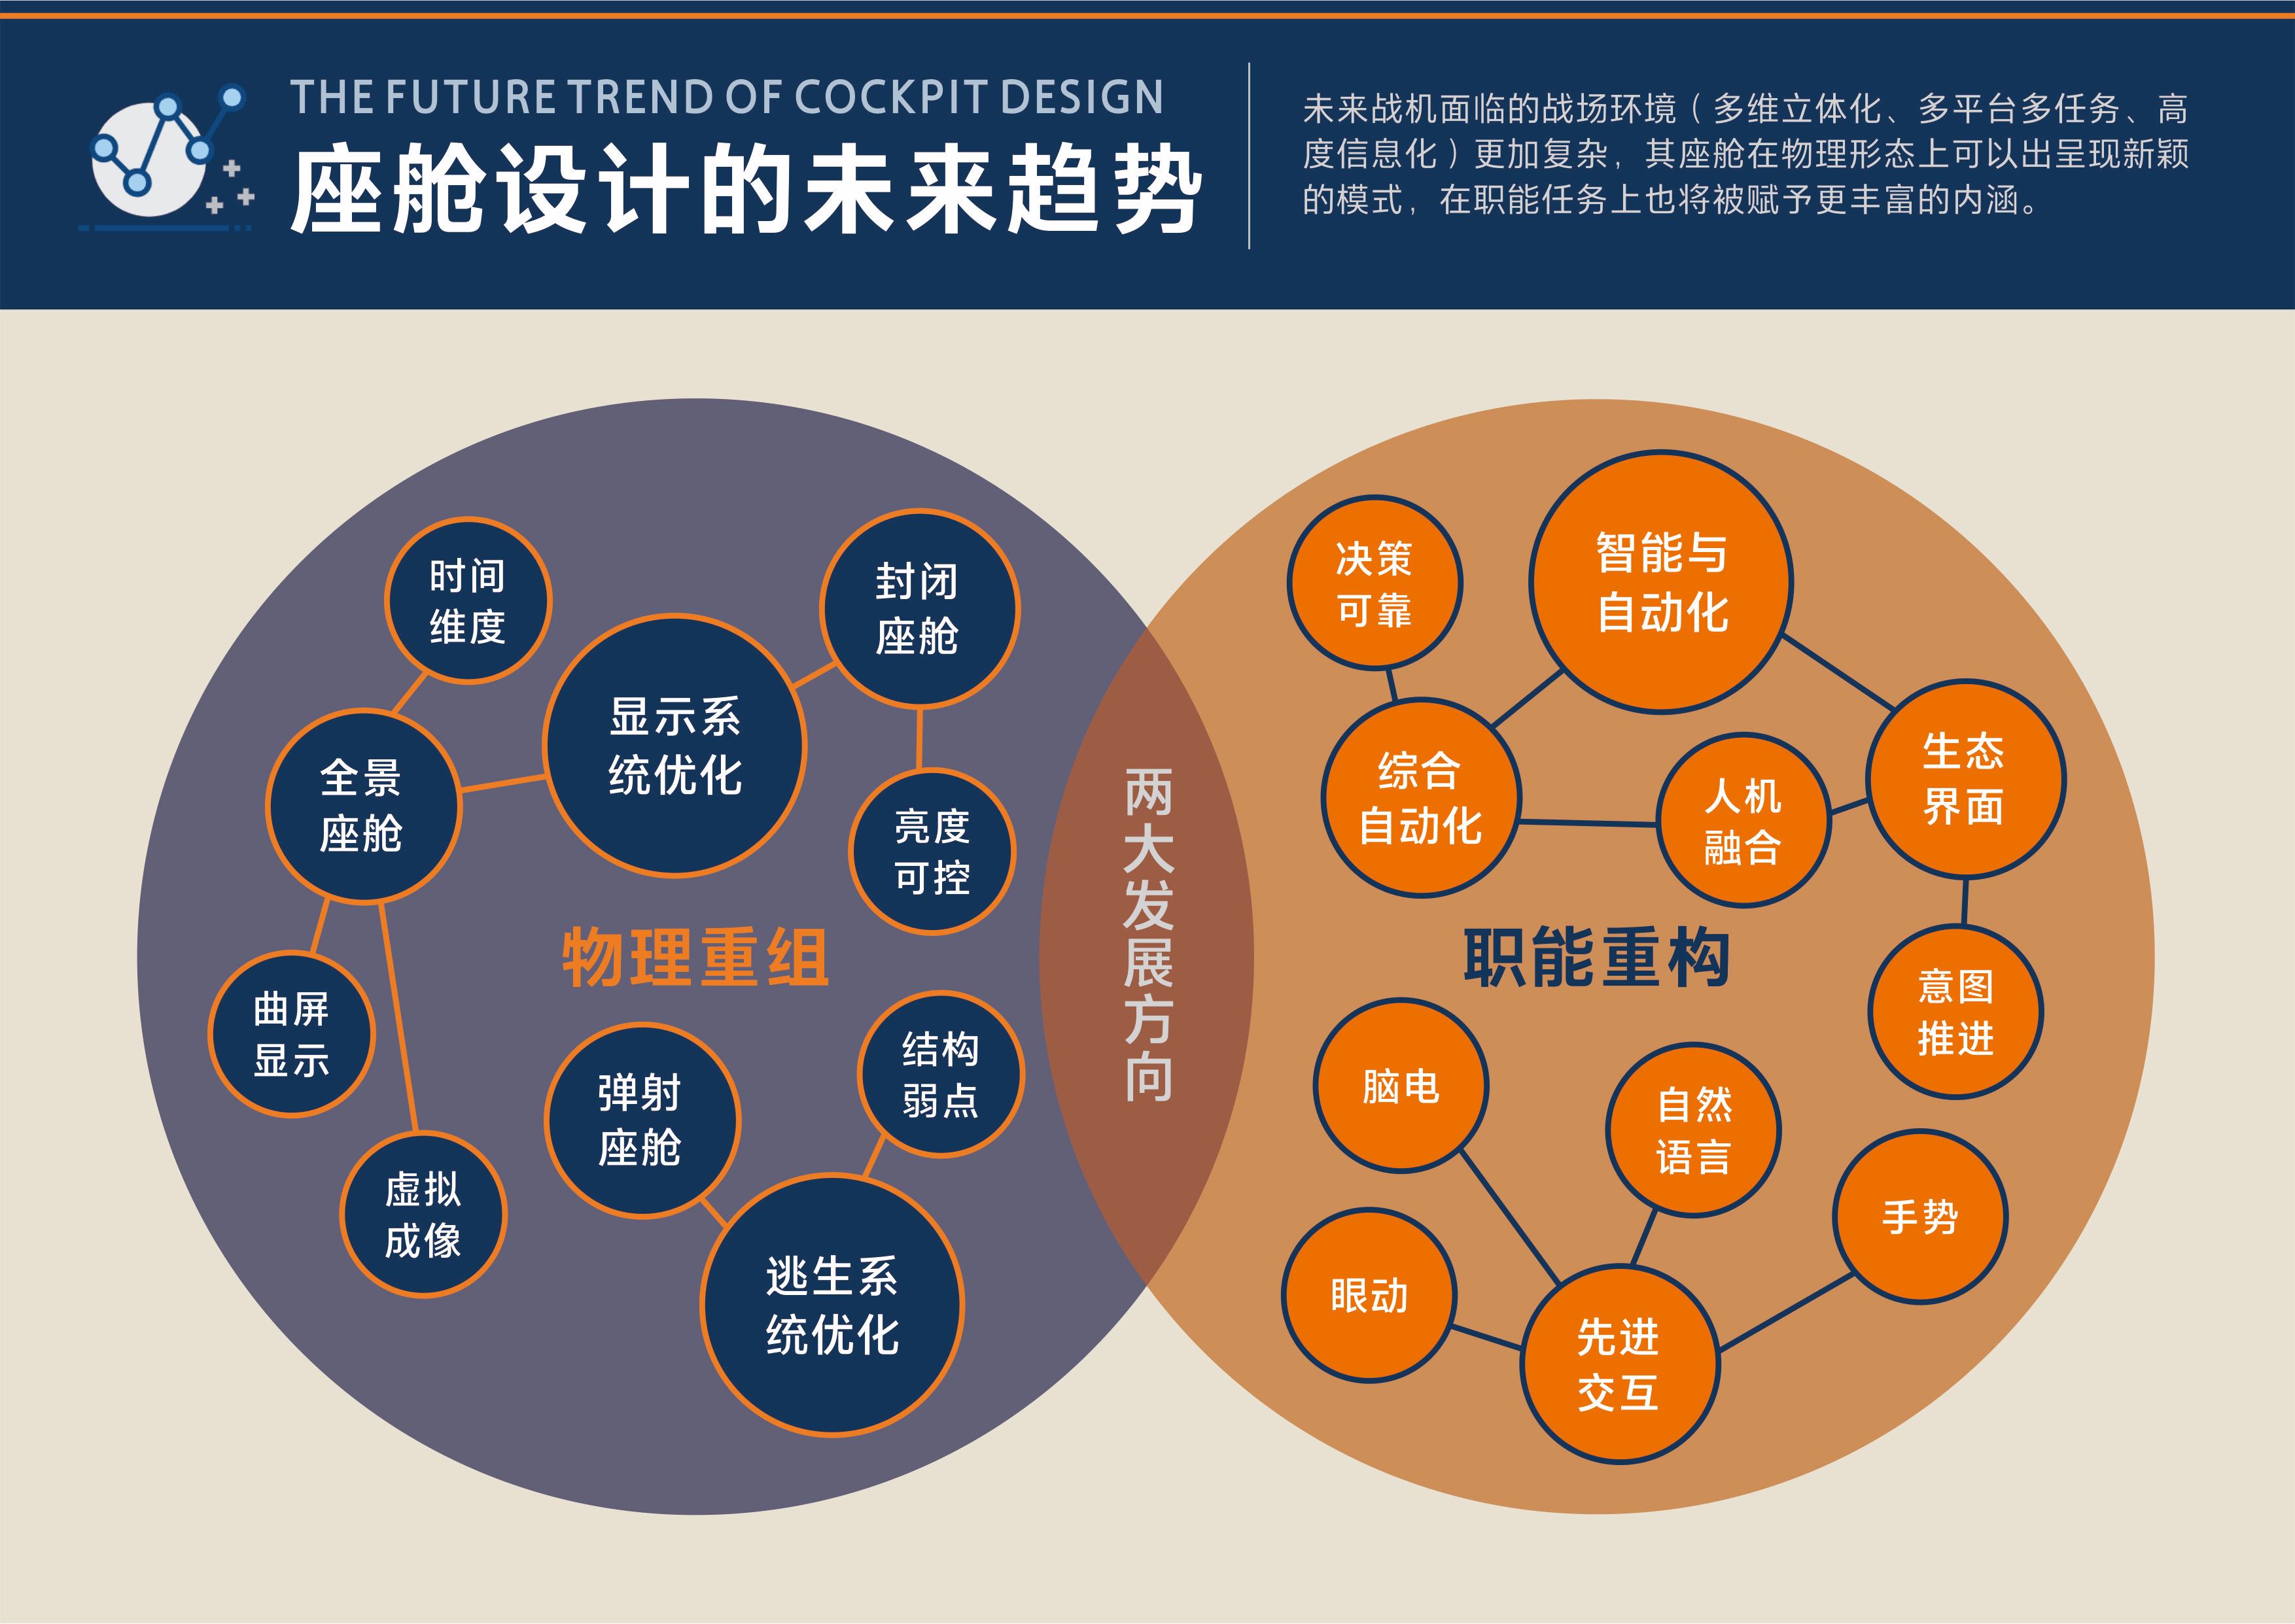 THE FUTURE TREND OF COCKPIT DESIGN
座舱设计的未来趋势
未来战机面临的战场环境（多维立体化、多平台多任务、高
度信息化）更加复杂，其座舱在物理形态上可以出呈现新颖
的模式，在职能任务上也将被赋予更丰富的内涵。
时间
维度
显示系
统优化
封闭
座舱
全景
座舱
亮度
可控
物理重组
曲屏
显示
虚拟
成像
弹射
座舱
结构
弱点
逃生系
统优化
两大发展方向
决策
可靠
智能与
自动化
综合
自动化
人机
融合
生态
界面
职能重构
意图
推进
脑电
自然
语言
手势
眼动
先进
交互